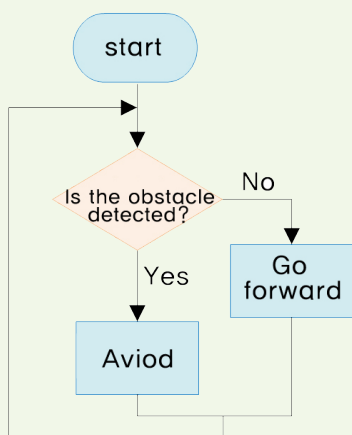 start
Is the obstacle
detected?
No
Yes
Go
forward
Aviod